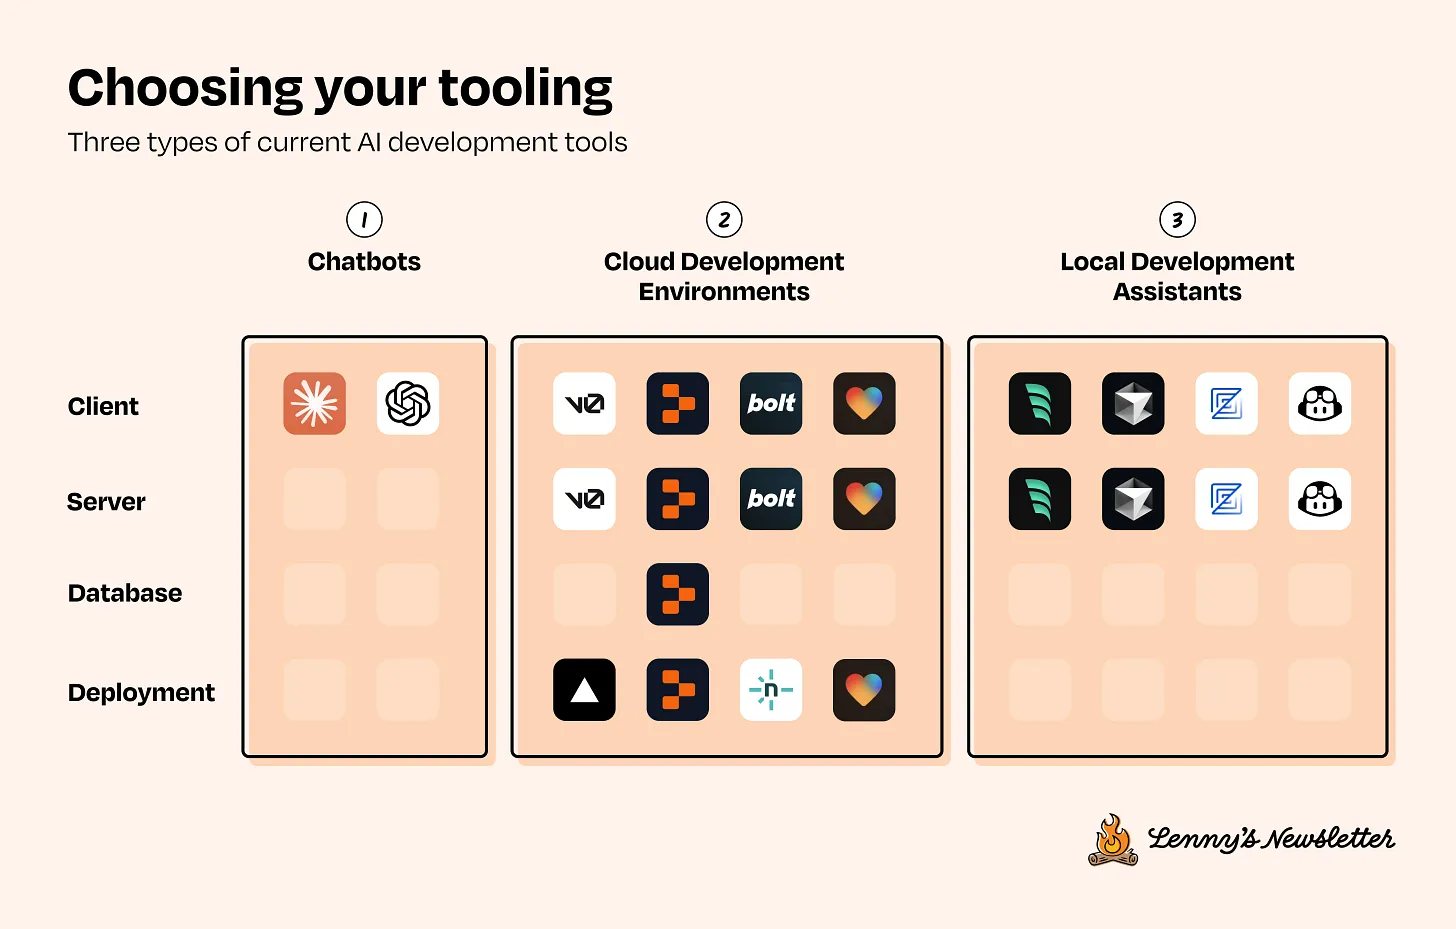 Choosing your tooling
Three types of current AI development tools
1
2
3
Chatbots
Cloud Development
Environments
Local Development
Assistants
Client
v0
bolt
Server
v0
bolt
Database
Deployment
n
Lenny's Newsletter